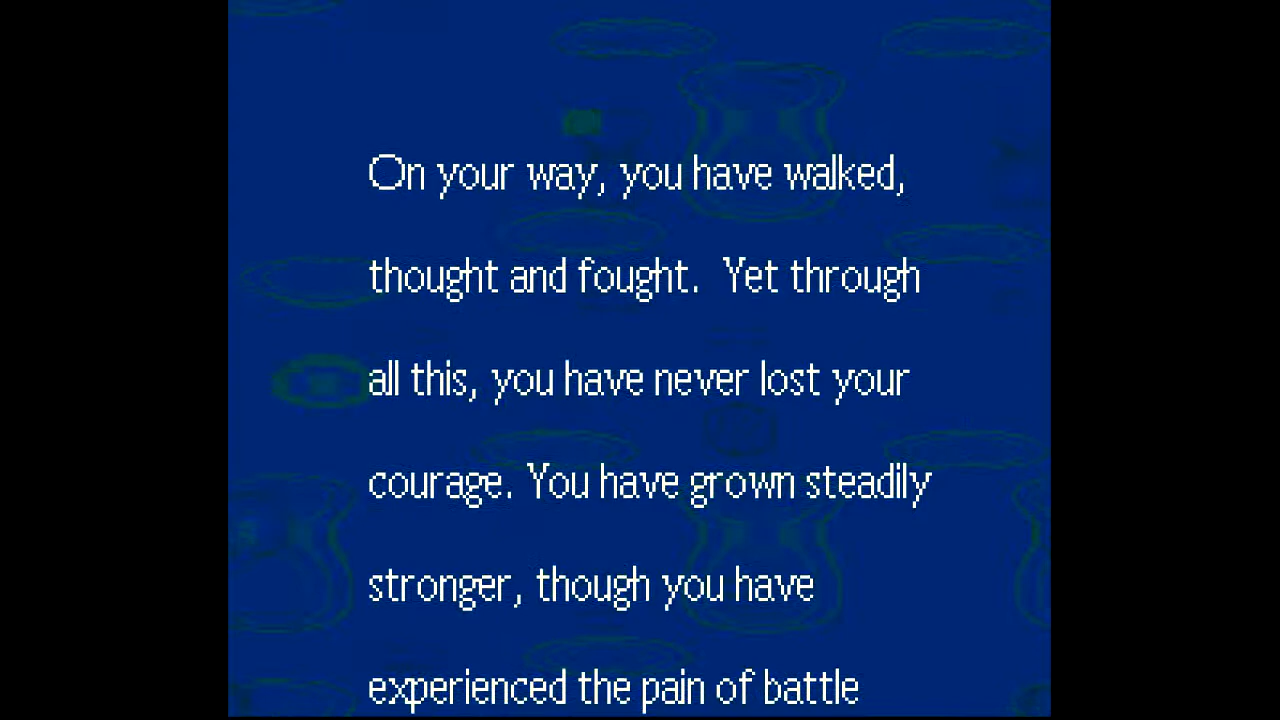 On your way, you have walked,
thought and fought.  Yet through
all this, you have never lost your
courage. You have grown steadily
stronger, though you have
experienced the pain of battle